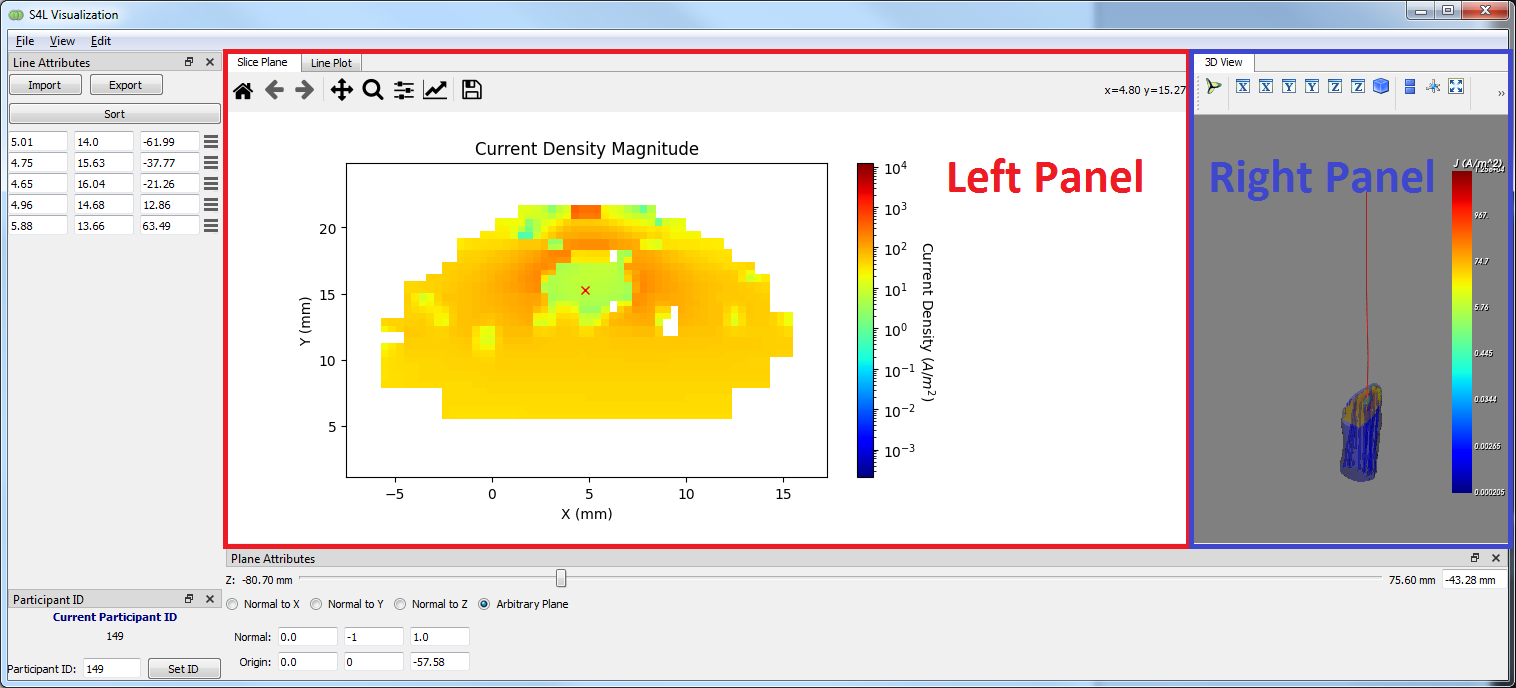 S4L Visualization
File View Edit
Line Attributes
Import Export
Sort
5.01 14.0 -61.99
4.75 15.63 -37.77
4.65 16.04 -21.26
4.96 14.68 12.86
5.88 13.66 63.49
Participant ID
Current Participant ID
149
Participant ID: 149 Set ID
Slice Plane Line Plot
x=4.80 y=15.27
Left Panel
Current Density Magnitude
20
15
10
5
Y (mm)
−5 0 5 10 15
X (mm)
10^4
10^3
10^2
10^1
10^0
10^−1
10^−2
10^−3
Current Density (A/m^2)
3D View
X X Y Y Z Z »
Right Panel
J (A/m^2)
967.
74.7
5.76
0.445
0.0344
0.00265
0.000205
Plane Attributes
Z: -80.70 mm 75.60 mm -43.28 mm
Normal to X Normal to Y Normal to Z Arbitrary Plane
Normal: 0.0 -1 1.0
Origin: 0.0 0 -57.58